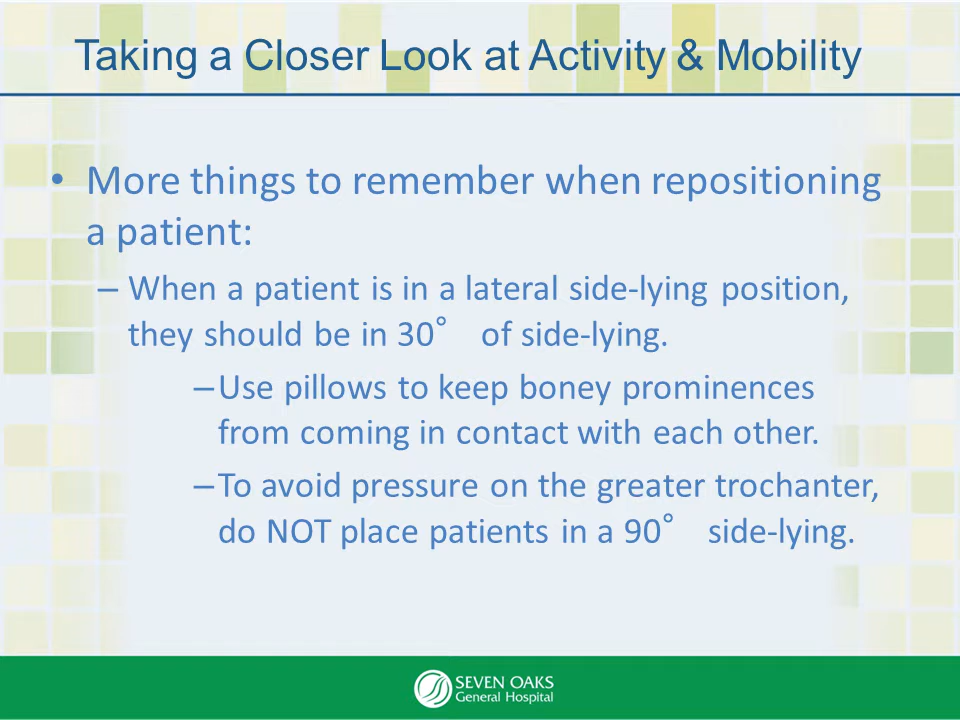 Taking a Closer Look at Activity & Mobility
• More things to remember when repositioning
a patient:
– When a patient is in a lateral side-lying position,
they should be in 30° of side-lying.
–Use pillows to keep boney prominences
from coming in contact with each other.
–To avoid pressure on the greater trochanter,
do NOT place patients in a 90° side-lying.
SEVEN OAKS
General Hospital